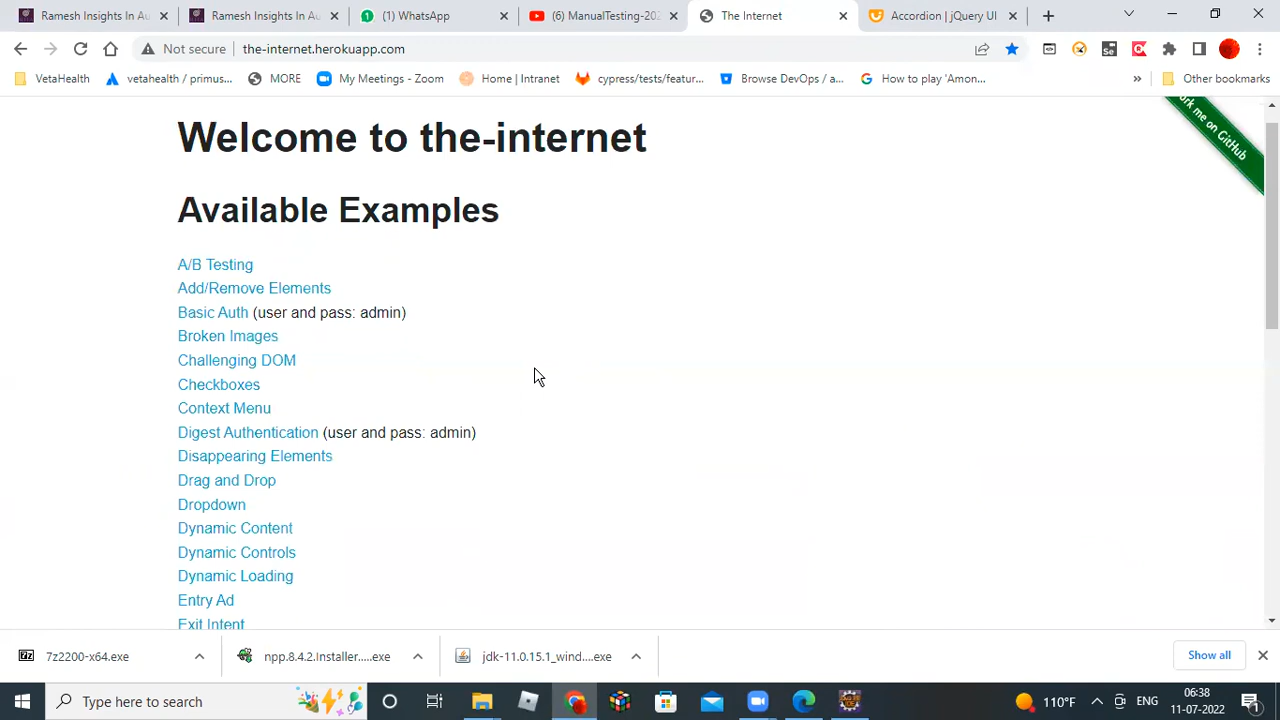 Ramesh Insights In Au
Ramesh Insights In Au
(1) WhatsApp
(6) ManualTesting-202
The Internet
Accordion | jQuery UI
Not secure
the-internet.herokuapp.com
VetaHealth
vetahealth / primus...
MORE
My Meetings - Zoom
Home | Intranet
cypress/tests/featur...
Browse DevOps / a...
How to play 'Amon...
»
Other bookmarks
Welcome to the-internet
Available Examples
A/B Testing
Add/Remove Elements
Basic Auth (user and pass: admin)
Broken Images
Challenging DOM
Checkboxes
Context Menu
Digest Authentication (user and pass: admin)
Disappearing Elements
Drag and Drop
Dropdown
Dynamic Content
Dynamic Controls
Dynamic Loading
Entry Ad
Exit Intent
me on GitHub
7z2200-x64.exe
npp.8.4.2.Installer.....exe
jdk-11.0.15.1_wind....exe
Show all
Type here to search
110°F
ENG
06:38
11-07-2022